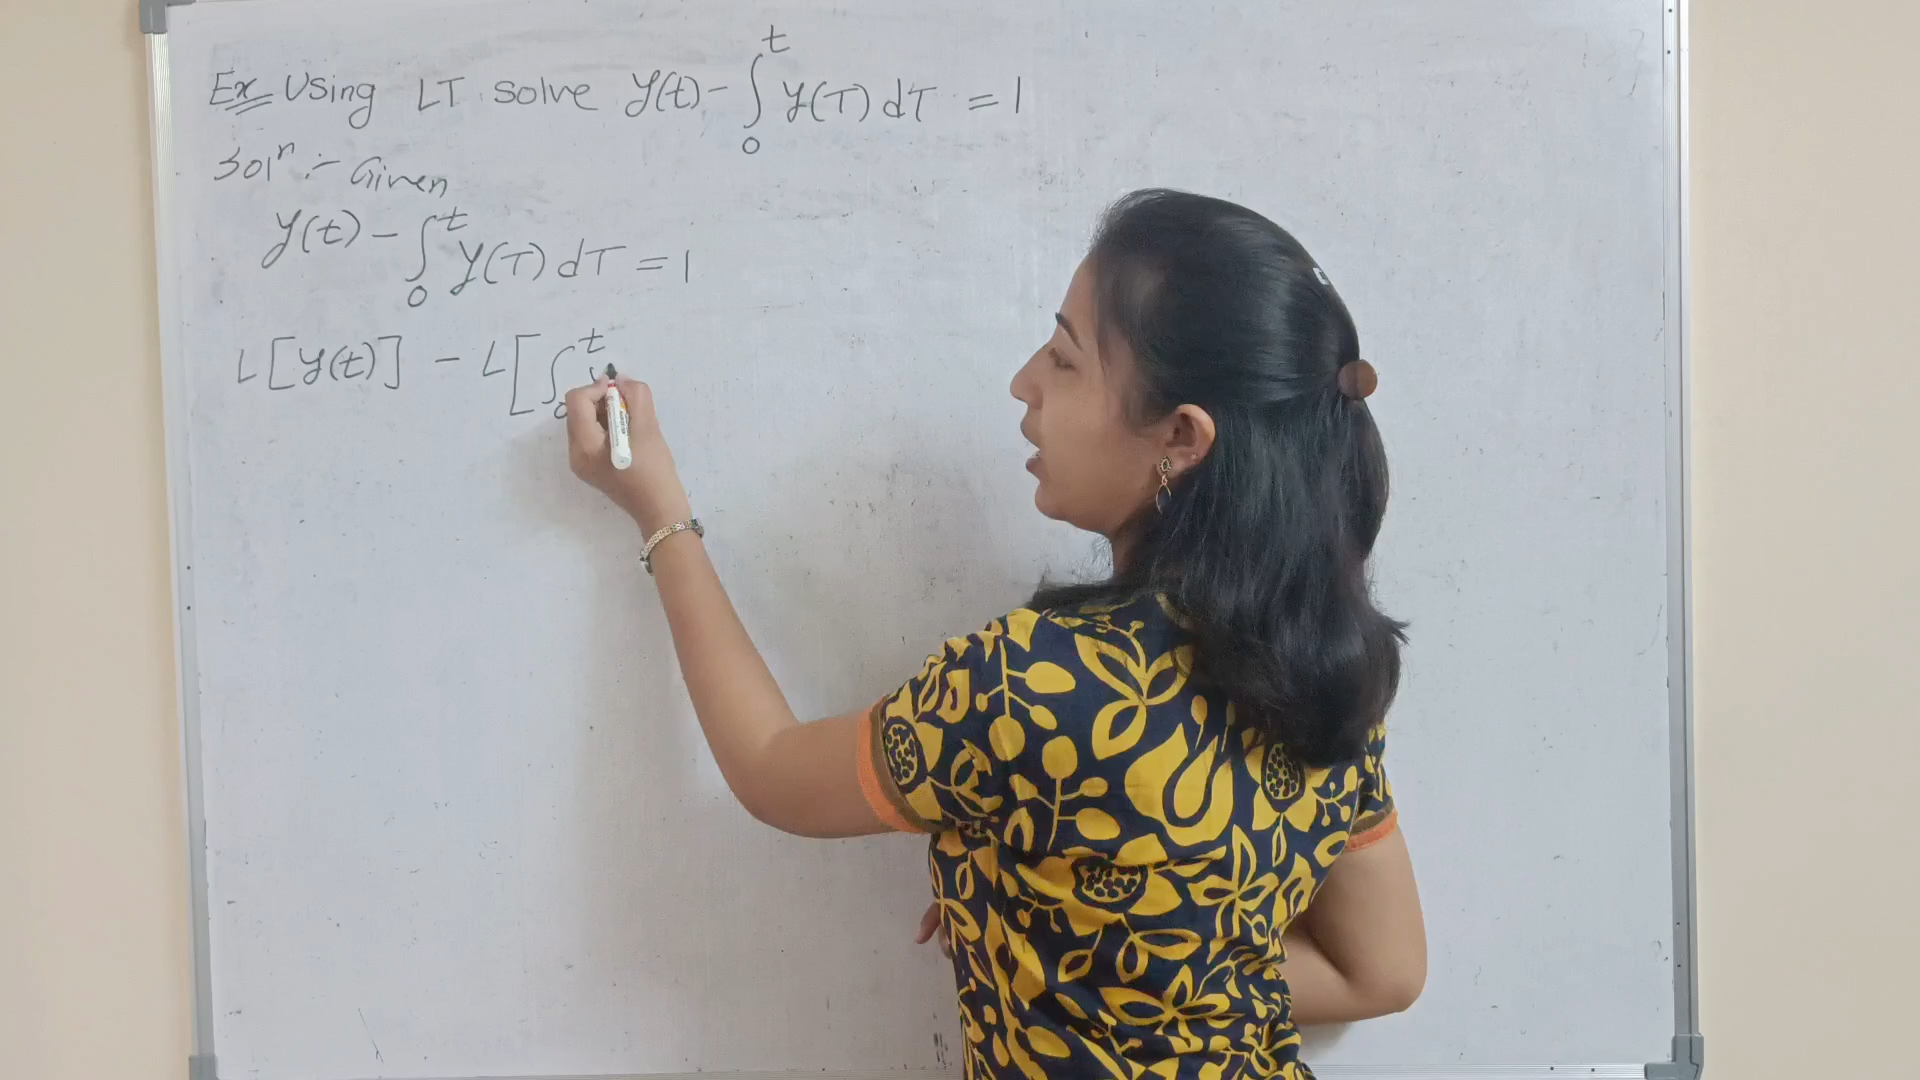 Ex Using LT solve y(t) - ∫₀ᵗ y(T) dT = 1
Solⁿ :- Given
y(t) - ∫₀ᵗ y(T) dT = 1
L[y(t)] - L[∫₀ᵗ